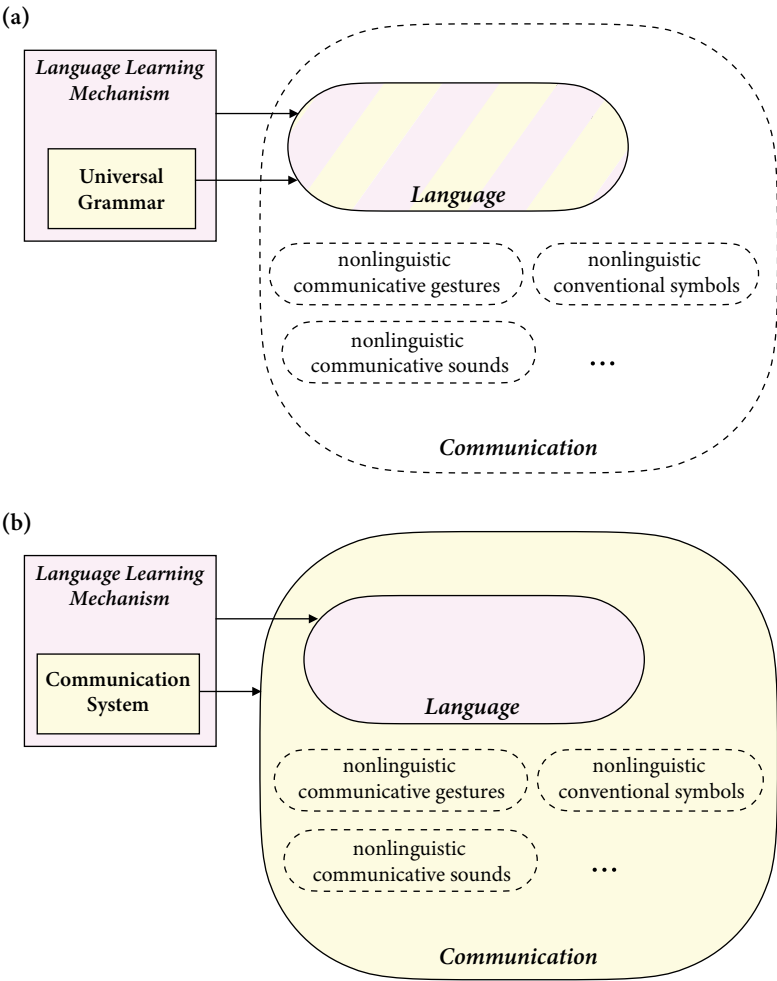 (a)
Language Learning
Mechanism
Universal
Grammar
Language
nonlinguistic
communicative gestures
nonlinguistic
conventional symbols
nonlinguistic
communicative sounds
...
Communication
(b)
Language Learning
Mechanism
Communication
System
Language
nonlinguistic
communicative gestures
nonlinguistic
conventional symbols
nonlinguistic
communicative sounds
...
Communication